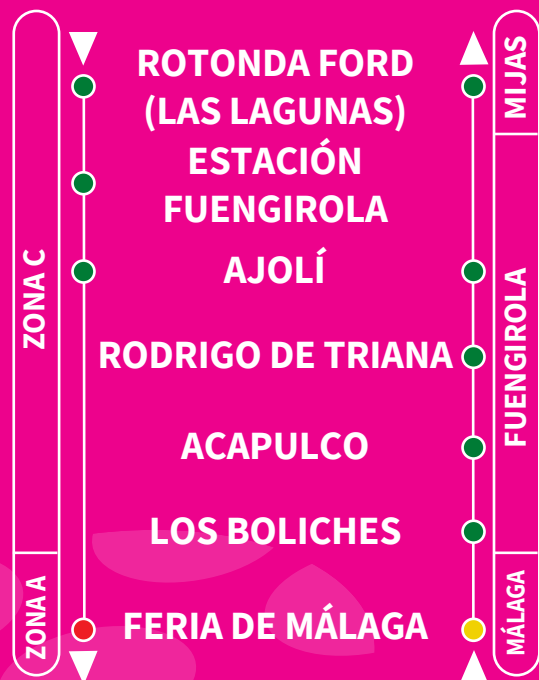 ROTONDA FORD
(LAS LAGUNAS)
ESTACIÓN
FUENGIROLA
AJOLÍ
RODRIGO DE TRIANA
ACAPULCO
LOS BOLICHES
FERIA DE MÁLAGA
ZONA C
ZONA A
MIJAS
FUENGIROLA
MÁLAGA